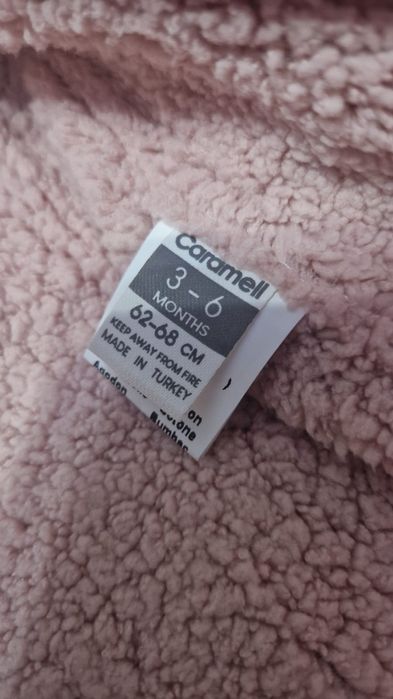 Caramell
3 - 6
MONTHS
62-68 CM
KEEP AWAY FROM FIRE
MADE IN TURKEY